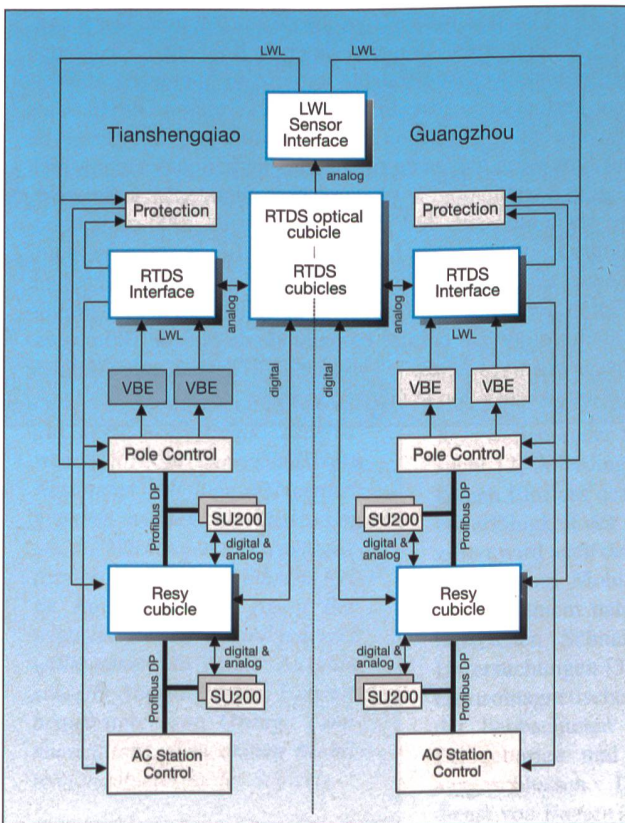 LWL
LWL
LWL
Sensor
Interface
Tianshengqiao
Guangzhou
analog
Protection
Protection
RTDS optical
cubicle
RTDS
cubicles
RTDS
Interface
RTDS
Interface
analog
analog
LWL
LWL
digital
digital
VBE
VBE
VBE
VBE
Pole Control
Pole Control
Profibus DP
Profibus DP
SU200
SU200
digital &
analog
digital &
analog
Resy
cubicle
Resy
cubicle
digital &
analog
digital &
analog
Profibus DP
Profibus DP
SU200
SU200
AC Station
Control
AC Station
Control